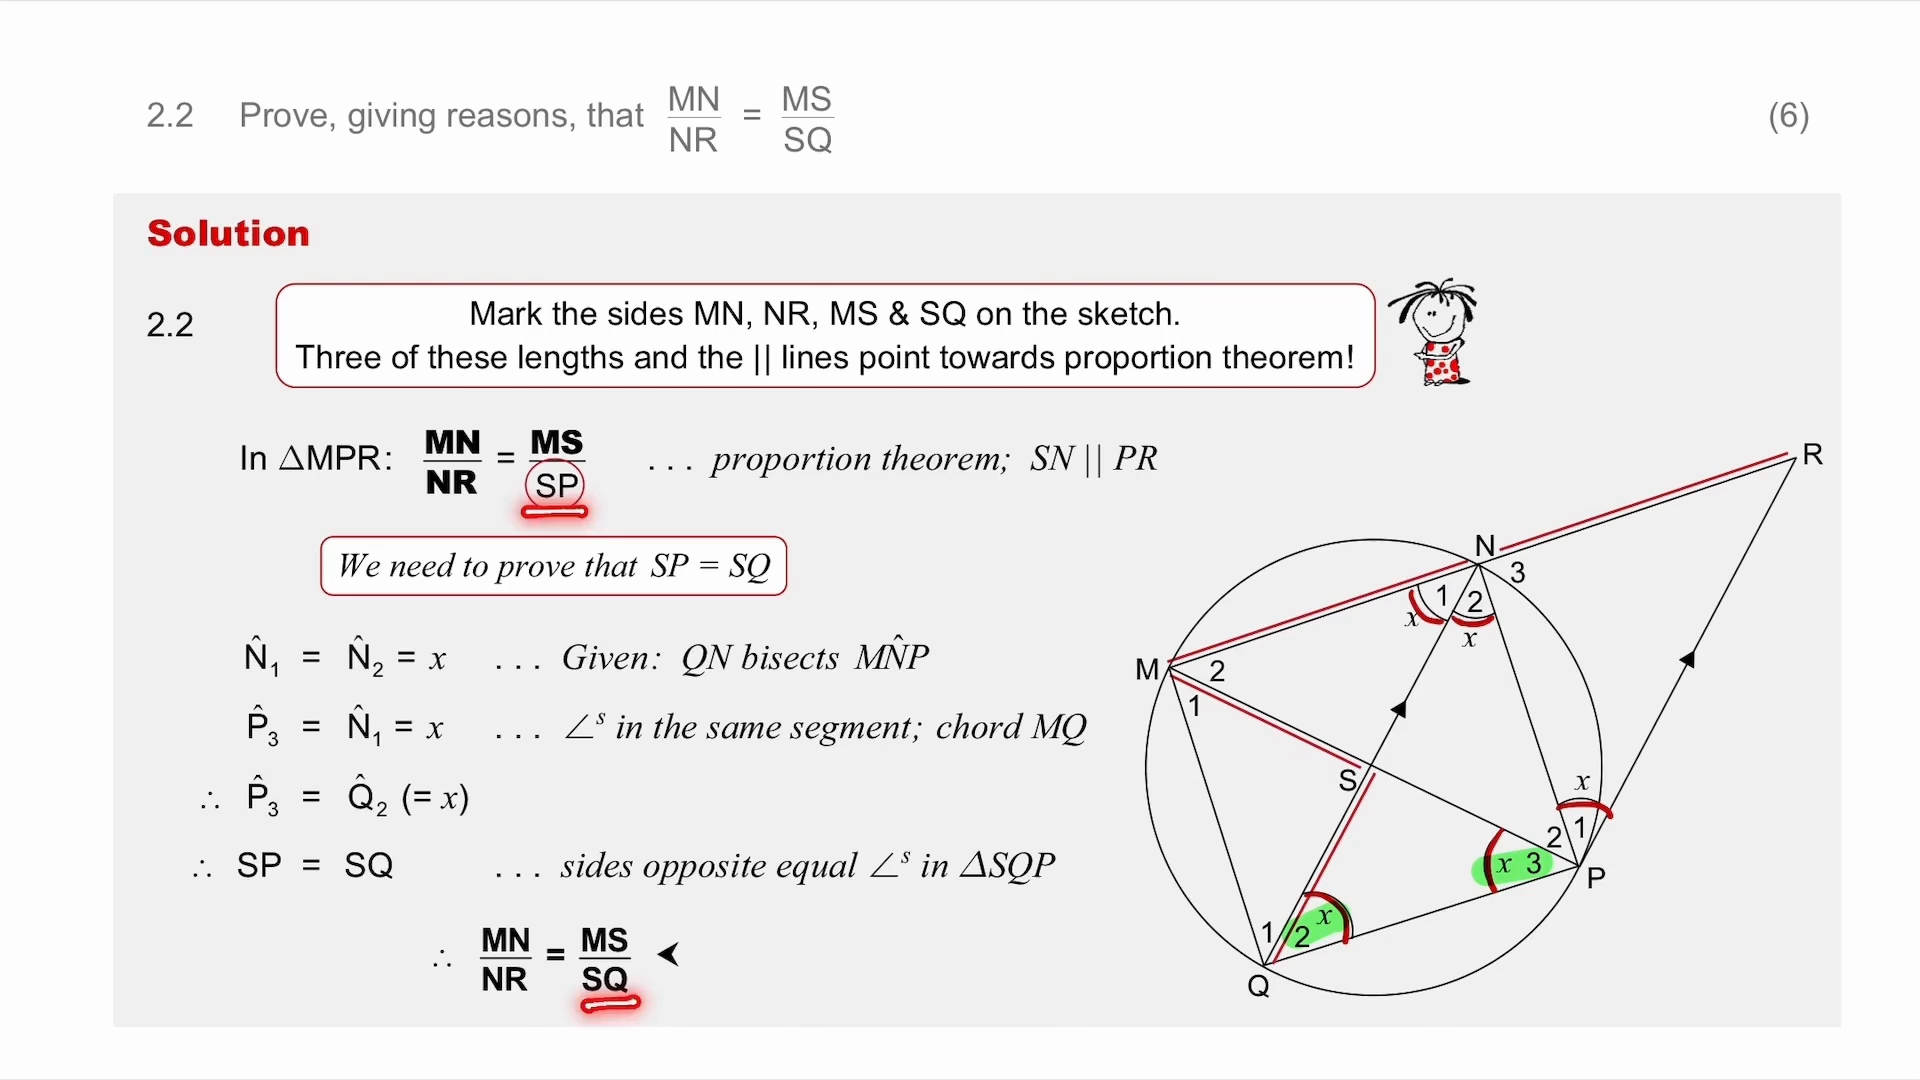 2.2 Prove, giving reasons, that MN/NR = MS/SQ (6)
Solution
2.2
Mark the sides MN, NR, MS & SQ on the sketch.
Three of these lengths and the || lines point towards proportion theorem!
In ΔMPR: MN/NR = MS/SP . . . proportion theorem; SN || PR
We need to prove that SP = SQ
N̂₁ = N̂₂ = x . . . Given: QN bisects MN̂P
P̂₃ = N̂₁ = x . . . ∠ˢ in the same segment; chord MQ
∴ P̂₃ = Q̂₂ (= x)
∴ SP = SQ . . . sides opposite equal ∠ˢ in ΔSQP
∴ MN/NR = MS/SQ ⮜
R
N
3
1 2
x
x
M 2
1
S
x
2 1
x 3
P
x
1 2
Q